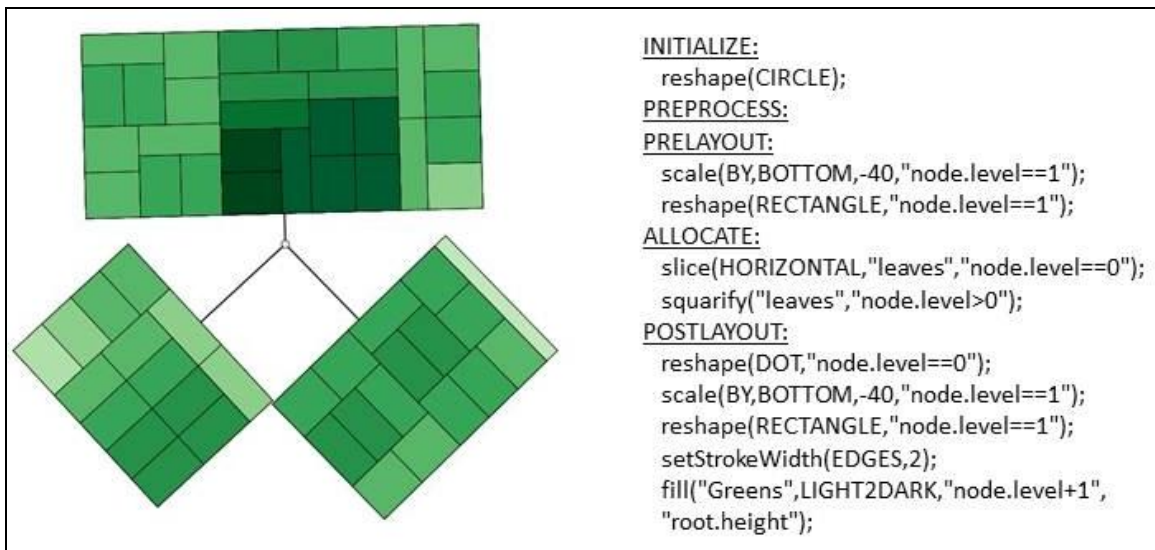 INITIALIZE:
reshape(CIRCLE);
PREPROCESS:
PRELAYOUT:
scale(BY,BOTTOM,-40,"node.level==1");
reshape(RECTANGLE,"node.level==1");
ALLOCATE:
slice(HORIZONTAL,"leaves","node.level==0");
squarify("leaves","node.level>0");
POSTLAYOUT:
reshape(DOT,"node.level==0");
scale(BY,BOTTOM,-40,"node.level==1");
reshape(RECTANGLE,"node.level==1");
setStrokeWidth(EDGES,2);
fill("Greens",LIGHT2DARK,"node.level+1",
"root.height");